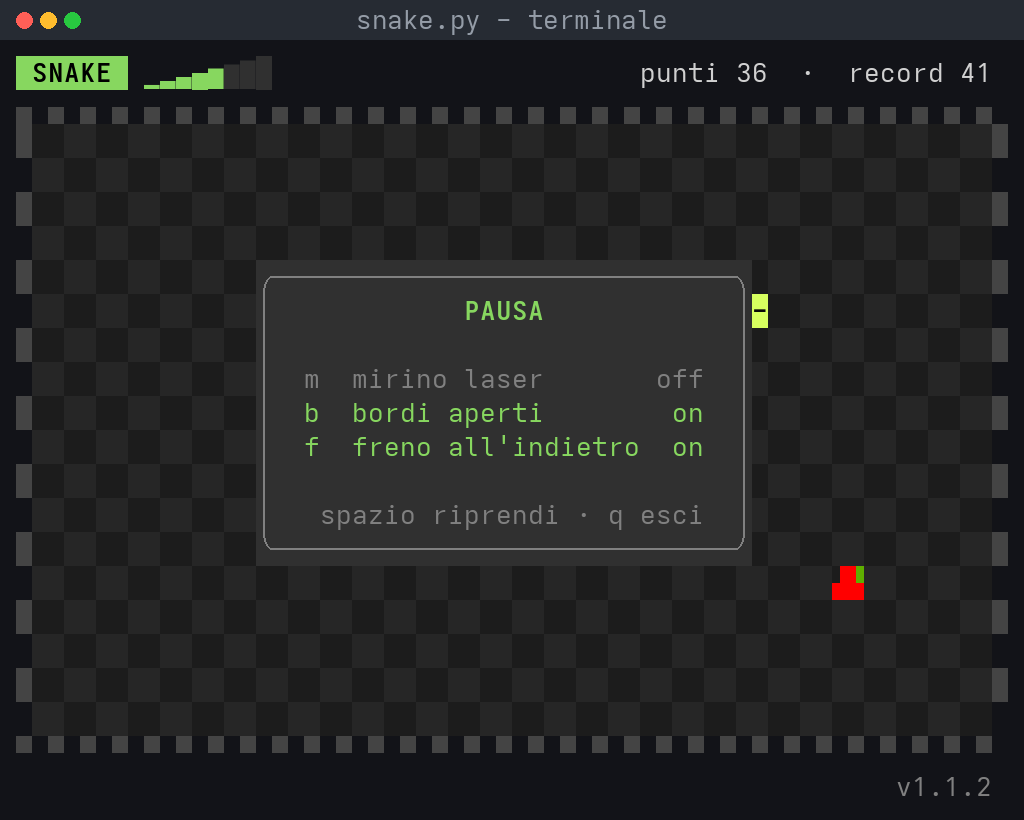 snake.py — terminale
SNAKE punti 36 · record 41
PAUSA
m mirino laser off
b bordi aperti on
f freno all'indietro on
spazio riprendi · q esci
v1.1.2